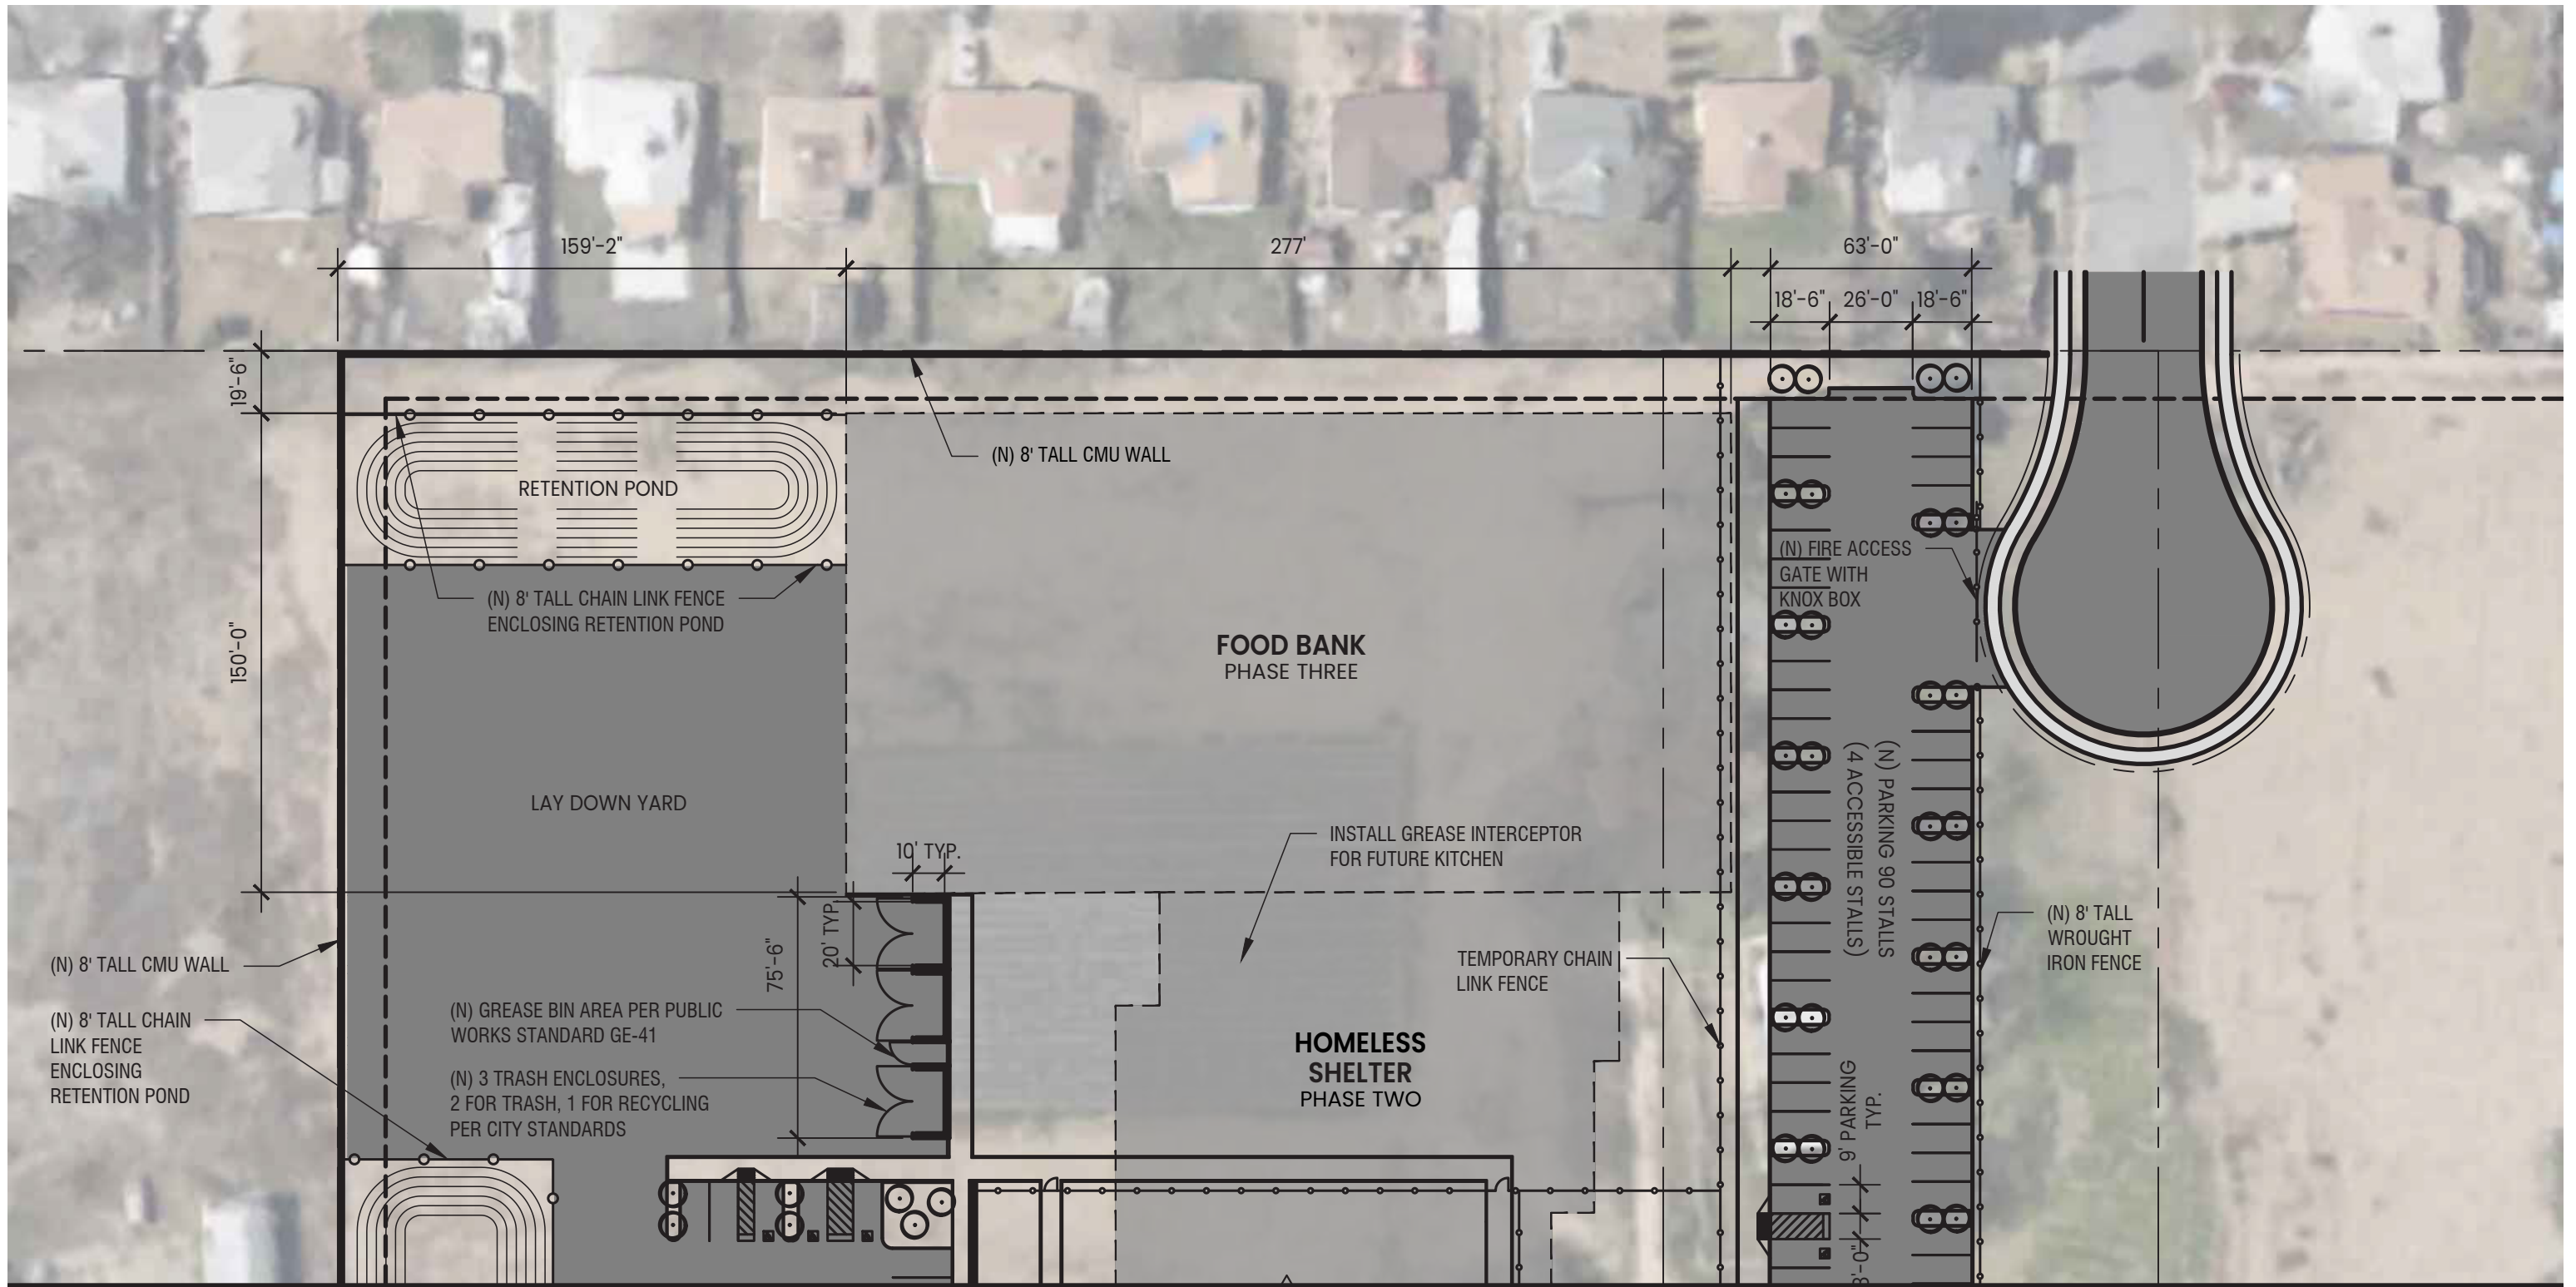 159'-2"
277'
63'-0"
18'-6"
26'-0"
18'-6"
19'-6"
(N) 8' TALL CMU WALL
RETENTION POND
(N) FIRE ACCESS
GATE WITH
KNOX BOX
(N) 8' TALL CHAIN LINK FENCE
ENCLOSING RETENTION POND
150'-0"
FOOD BANK
PHASE THREE
LAY DOWN YARD
(N) PARKING 90 STALLS
(4 ACCESSIBLE STALLS)
INSTALL GREASE INTERCEPTOR
FOR FUTURE KITCHEN
10' TYP.
20' TYP
75'-6"
(N) 8' TALL
WROUGHT
IRON FENCE
(N) 8' TALL CMU WALL
TEMPORARY CHAIN
LINK FENCE
(N) 8' TALL CHAIN
LINK FENCE
ENCLOSING
RETENTION POND
(N) GREASE BIN AREA PER PUBLIC
WORKS STANDARD GE-41
HOMELESS
SHELTER
PHASE TWO
(N) 3 TRASH ENCLOSURES,
2 FOR TRASH, 1 FOR RECYCLING
PER CITY STANDARDS
9' PARKING
TYP.
8'-0"